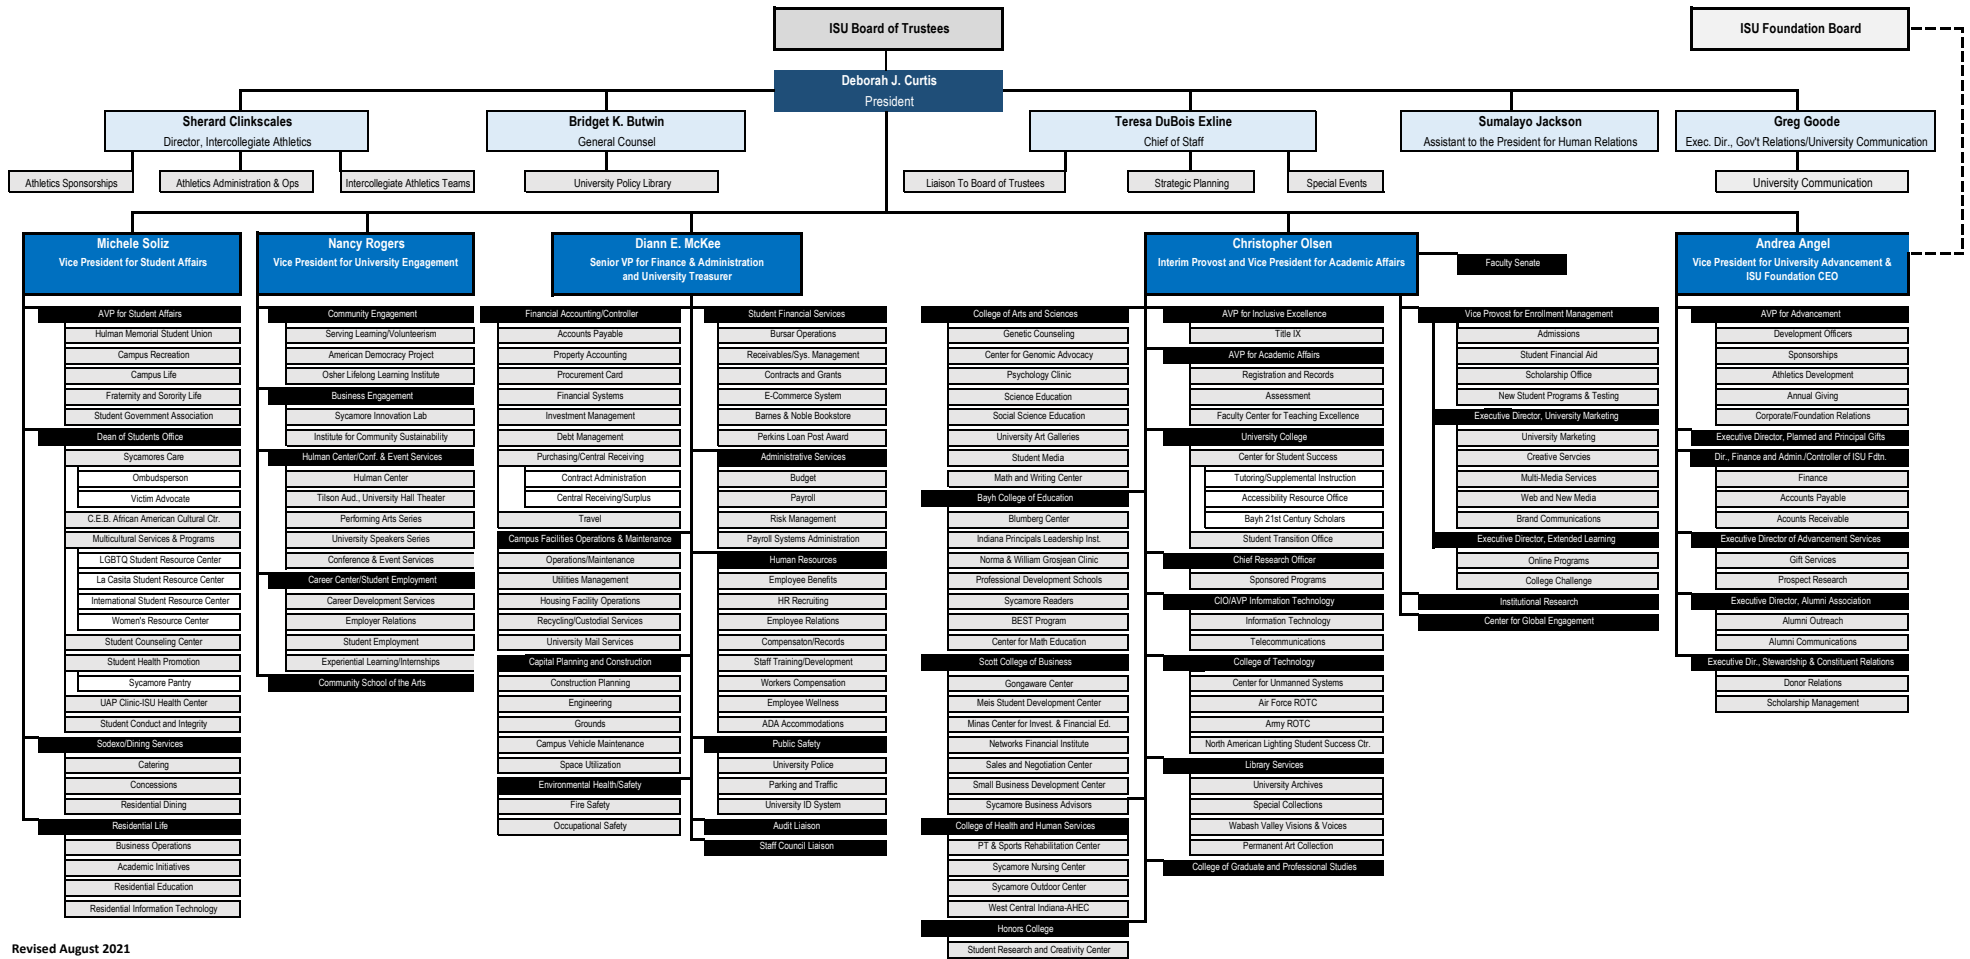 ISU Board of Trustees
ISU Foundation Board
Deborah J. Curtis
President
Sherard Clinkscales
Director, Intercollegiate Athletics
Bridget K. Butwin
General Counsel
Teresa DuBois Exline
Chief of Staff
Sumalayo Jackson
Assistant to the President for Human Relations
Greg Goode
Exec. Dir., Gov't Relations/University Communication
Athletics Sponsorships
Athletics Administration & Ops
Intercollegiate Athletics Teams
University Policy Library
Liaison To Board of Trustees
Strategic Planning
Special Events
University Communication
Michele Soliz
Vice President for Student Affairs
Nancy Rogers
Vice President for University Engagement
Diann E. McKee
Senior VP for Finance & Administration
and University Treasurer
Christopher Olsen
Interim Provost and Vice President for Academic Affairs
Faculty Senate
Andrea Angel
Vice President for University Advancement &
ISU Foundation CEO
AVP for Student Affairs
Hulman Memorial Student Union
Campus Recreation
Campus Life
Fraternity and Sorority Life
Student Government Association
Dean of Students Office
Sycamores Care
Ombudsperson
Victim Advocate
C.E.B. African American Cultural Ctr.
Multicultural Services & Programs
LGBTQ Student Resource Center
La Casita Student Resource Center
International Student Resource Center
Women's Resource Center
Student Counseling Center
Student Health Promotion
Sycamore Pantry
UAP Clinic-ISU Health Center
Student Conduct and Integrity
Sodexo/Dining Services
Catering
Concessions
Residential Dining
Residential Life
Business Operations
Academic Initiatives
Residential Education
Residential Information Technology
Community Engagement
Serving Learning/Volunteerism
American Democracy Project
Osher Lifelong Learning Institute
Business Engagement
Sycamore Innovation Lab
Institute for Community Sustainability
Hulman Center/Conf. & Event Services
Hulman Center
Tilson Aud., University Hall Theater
Performing Arts Series
University Speakers Series
Conference & Event Services
Career Center/Student Employment
Career Development Services
Employer Relations
Student Employment
Experiential Learning/Internships
Community School of the Arts
Financial Accounting/Controller
Accounts Payable
Property Accounting
Procurement Card
Financial Systems
Investment Management
Debt Management
Purchasing/Central Receiving
Contract Administration
Central Receiving/Surplus
Travel
Campus Facilities Operations & Maintenance
Operations/Maintenance
Utilities Management
Housing Facility Operations
Recycling/Custodial Services
University Mail Services
Capital Planning and Construction
Construction Planning
Engineering
Grounds
Campus Vehicle Maintenance
Space Utilization
Environmental Health/Safety
Fire Safety
Occupational Safety
Student Financial Services
Bursar Operations
Receivables/Sys. Management
Contracts and Grants
E-Commerce System
Barnes & Noble Bookstore
Perkins Loan Post Award
Administrative Services
Budget
Payroll
Risk Management
Payroll Systems Administration
Human Resources
Employee Benefits
HR Recruiting
Employee Relations
Compensaton/Records
Staff Training/Development
Workers Compensation
Employee Wellness
ADA Accommodations
Public Safety
University Police
Parking and Traffic
University ID System
Audit Liaison
Staff Council Liaison
College of Arts and Sciences
Genetic Counseling
Center for Genomic Advocacy
Psychology Clinic
Science Education
Social Science Education
University Art Galleries
Student Media
Math and Writing Center
Bayh College of Education
Blumberg Center
Indiana Principals Leadership Inst.
Norma & William Grosjean Clinic
Professional Development Schools
Sycamore Readers
BEST Program
Center for Math Education
Scott College of Business
Gongaware Center
Meis Student Development Center
Minas Center for Invest. & Financial Ed.
Networks Financial Institute
Sales and Negotiation Center
Small Business Development Center
Sycamore Business Advisors
College of Health and Human Services
PT & Sports Rehabilitation Center
Sycamore Nursing Center
Sycamore Outdoor Center
West Central Indiana-AHEC
Honors College
Student Research and Creativity Center
AVP for Inclusive Excellence
Title IX
AVP for Academic Affairs
Registration and Records
Assessment
Faculty Center for Teaching Excellence
University College
Center for Student Success
Tutoring/Supplemental Instruction
Accessibility Resource Office
Bayh 21st Century Scholars
Student Transition Office
Chief Research Officer
Sponsored Programs
CIO/AVP Information Technology
Information Technology
Telecommunications
College of Technology
Center for Unmanned Systems
Air Force ROTC
Army ROTC
North American Lighting Student Success Ctr.
Library Services
University Archives
Special Collections
Wabash Valley Visions & Voices
Permanent Art Collection
College of Graduate and Professional Studies
Vice Provost for Enrollment Management
Admissions
Student Financial Aid
Scholarship Office
New Student Programs & Testing
Executive Director, University Marketing
University Marketing
Creative Servcies
Multi-Media Services
Web and New Media
Brand Communications
Executive Director, Extended Learning
Online Programs
College Challenge
Institutional Research
Center for Global Engagement
AVP for Advancement
Development Officers
Sponsorships
Athletics Development
Annual Giving
Corporate/Foundation Relations
Executive Director, Planned and Principal Gifts
Dir., Finance and Admin./Controller of ISU Fdtn.
Finance
Accounts Payable
Acounts Receivable
Executive Director of Advancement Services
Gift Services
Prospect Research
Executive Director, Alumni Association
Alumni Outreach
Alumni Communications
Executive Dir., Stewardship & Constituent Relations
Donor Relations
Scholarship Management
Revised August 2021